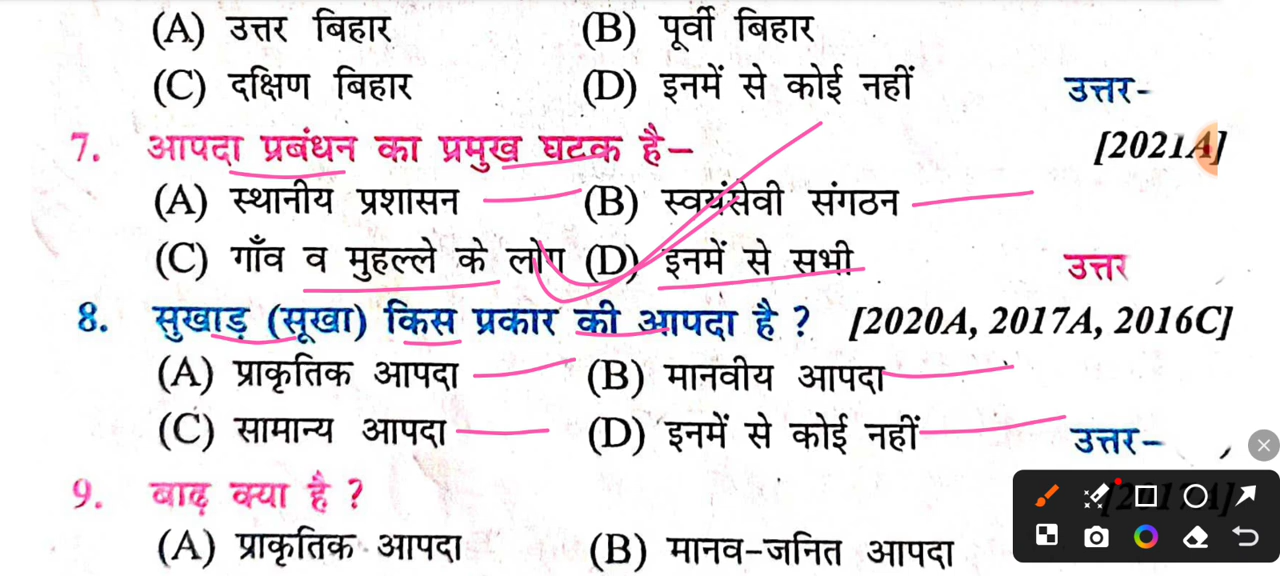 (A) उत्तर बिहार (B) पूर्वी बिहार
(C) दक्षिण बिहार (D) इनमें से कोई नहीं उत्तर-
7. आपदा प्रबंधन का प्रमुख घटक है– [2021A]
(A) स्थानीय प्रशासन (B) स्वयंसेवी संगठन
(C) गाँव व मुहल्ले के लोग (D) इनमें से सभी उत्तर
8. सुखाड़ (सूखा) किस प्रकार की आपदा है ? [2020A, 2017A, 2016C]
(A) प्राकृतिक आपदा (B) मानवीय आपदा
(C) सामान्य आपदा (D) इनमें से कोई नहीं उत्तर–
9. बाढ़ क्या है ? [2017A]
(A) प्राकृतिक आपदा (B) मानव-जनित आपदा